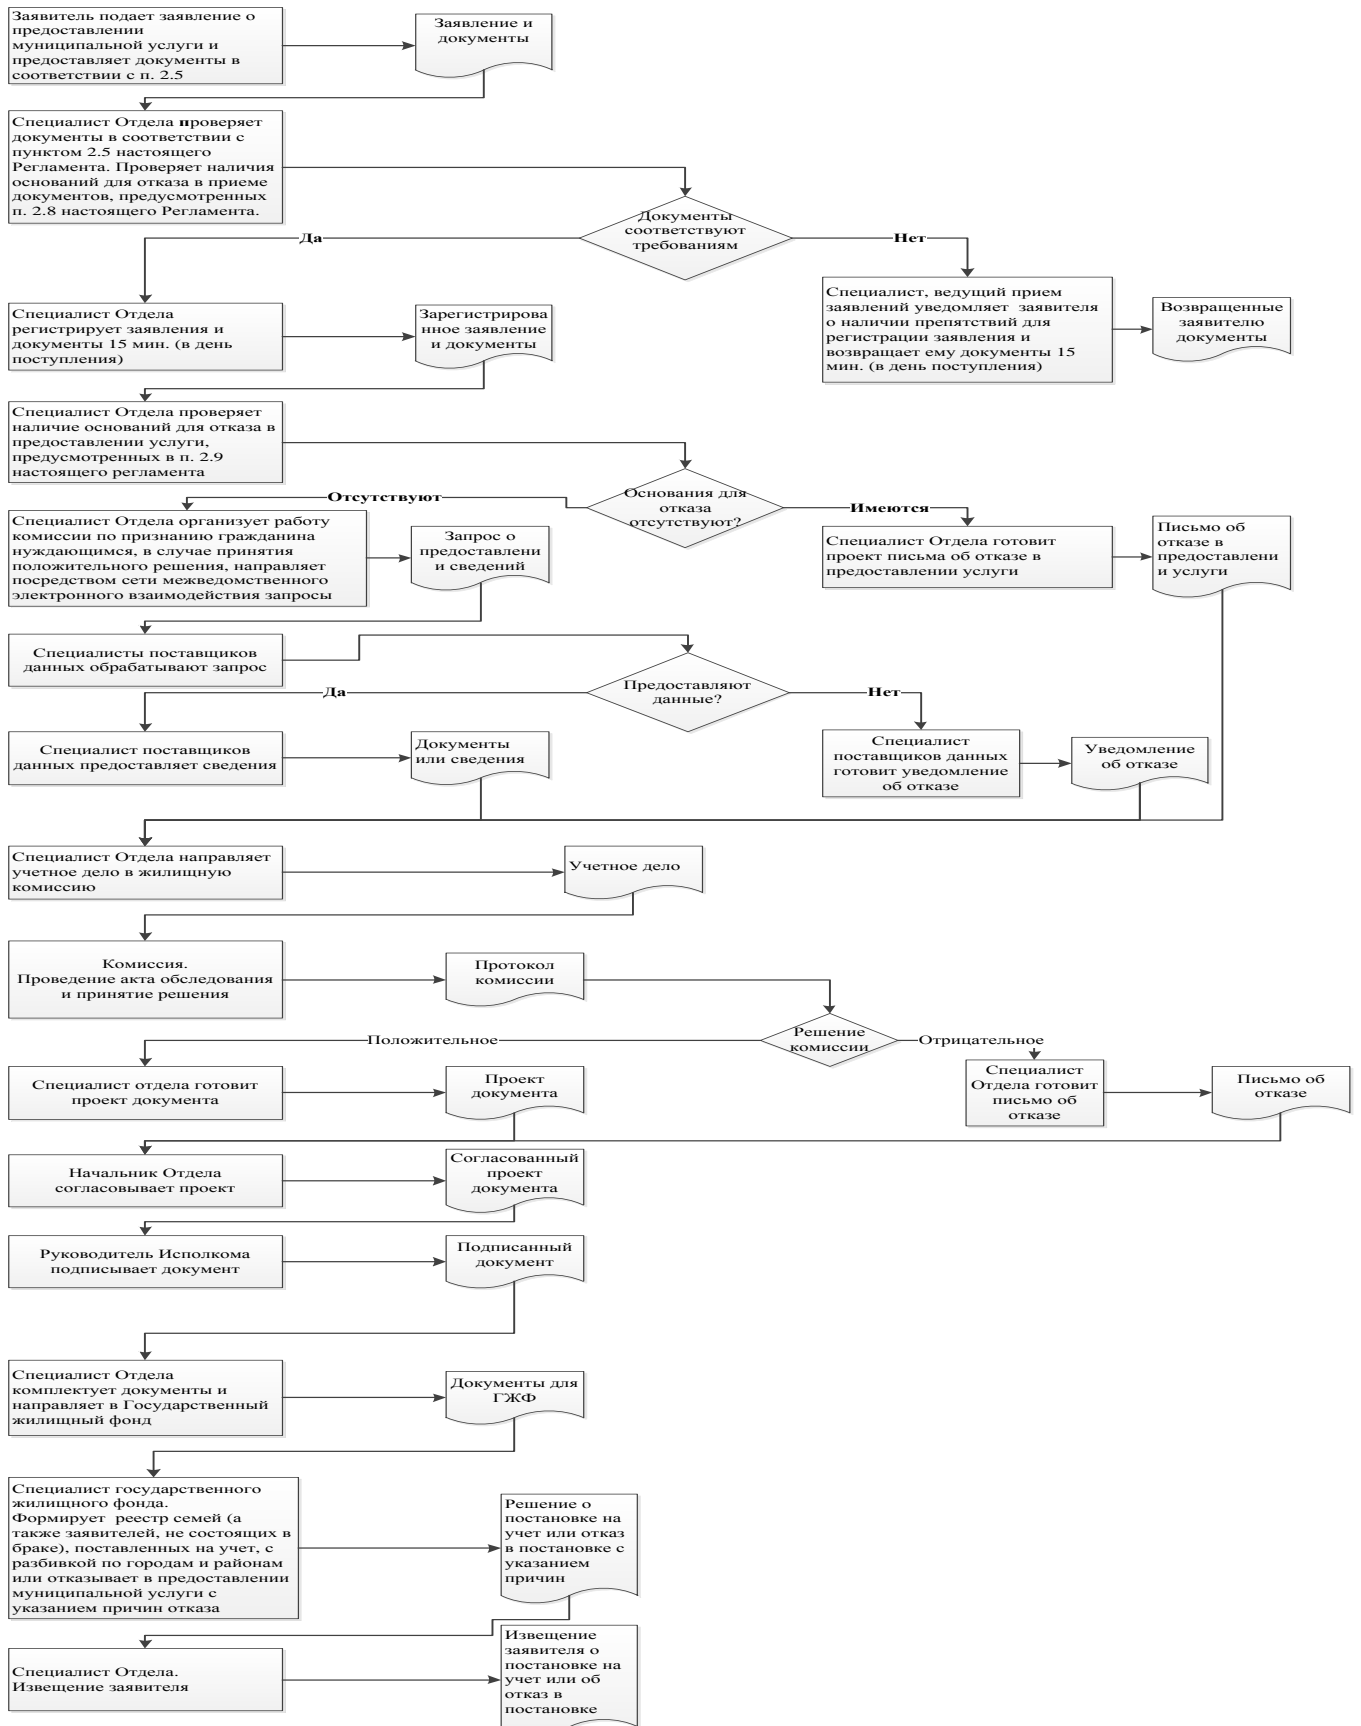 Заявитель подает заявление о
предоставлении
муниципальной услуги и
предоставляет документы в
соответствии с п. 2.5
Заявление и
документы
Специалист Отдела проверяет
документы в соответствии с
пунктом 2.5 настоящего
Регламента. Проверяет наличия
оснований для отказа в приеме
документов, предусмотренных
п. 2.8 настоящего Регламента.
Документы
соответствуют
требованиям
Да
Нет
Специалист Отдела
регистрирует заявления и
документы 15 мин. (в день
поступления)
Зарегистрирова
нное заявление
и документы
Специалист, ведущий прием
заявлений уведомляет  заявителя
о наличии препятствий для
регистрации заявления и
возвращает ему документы 15
мин. (в день поступления)
Возвращенные
заявителю
документы
Специалист Отдела проверяет
наличие оснований для отказа в
предоставлении услуги,
предусмотренных в п. 2.9
настоящего регламента
Основания для
отказа
отсутствуют?
Отсутствуют
Имеются
Специалист Отдела организует работу
комиссии по признанию гражданина
нуждающимся, в случае принятия
положительного решения, направляет
посредством сети межведомственного
электронного взаимодействия запросы
Запрос о
предоставлени
и сведений
Специалист Отдела готовит
проект письма об отказе в
предоставлении услуги
Письмо об
отказе в
предоставлени
и услуги
Специалисты поставщиков
данных обрабатывают запрос
Предоставляют
данные?
Да
Нет
Специалист поставщиков
данных предоставляет сведения
Документы
или сведения
Специалист
поставщиков данных
готовит уведомление
об отказе
Уведомление
об отказе
Специалист Отдела направляет
учетное дело в жилищную
комиссию
Учетное дело
Комиссия.
Проведение акта обследования
и принятие решения
Протокол
комиссии
Решение
комиссии
Положительное
Отрицательное
Специалист отдела готовит
проект документа
Проект
документа
Специалист
Отдела готовит
письмо об
отказе
Письмо об
отказе
Начальник Отдела
согласовывает проект
Согласованный
проект
документа
Руководитель Исполкома
подписывает документ
Подписанный
документ
Специалист Отдела
комплектует документы и
направляет в Государственный
жилищный фонд
Документы для
ГЖФ
Специалист государственного
жилищного фонда.
Формирует  реестр семей (а
также заявителей, не состоящих в
браке), поставленных на учет, с
разбивкой по городам и районам
или отказывает в предоставлении
муниципальной услуги с
указанием причин отказа
Решение о
постановке на
учет или отказ
в постановке с
указанием
причин
Специалист Отдела.
Извещение заявителя
Извещение
заявителя о
постановке на
учет или об
отказ в
постановке